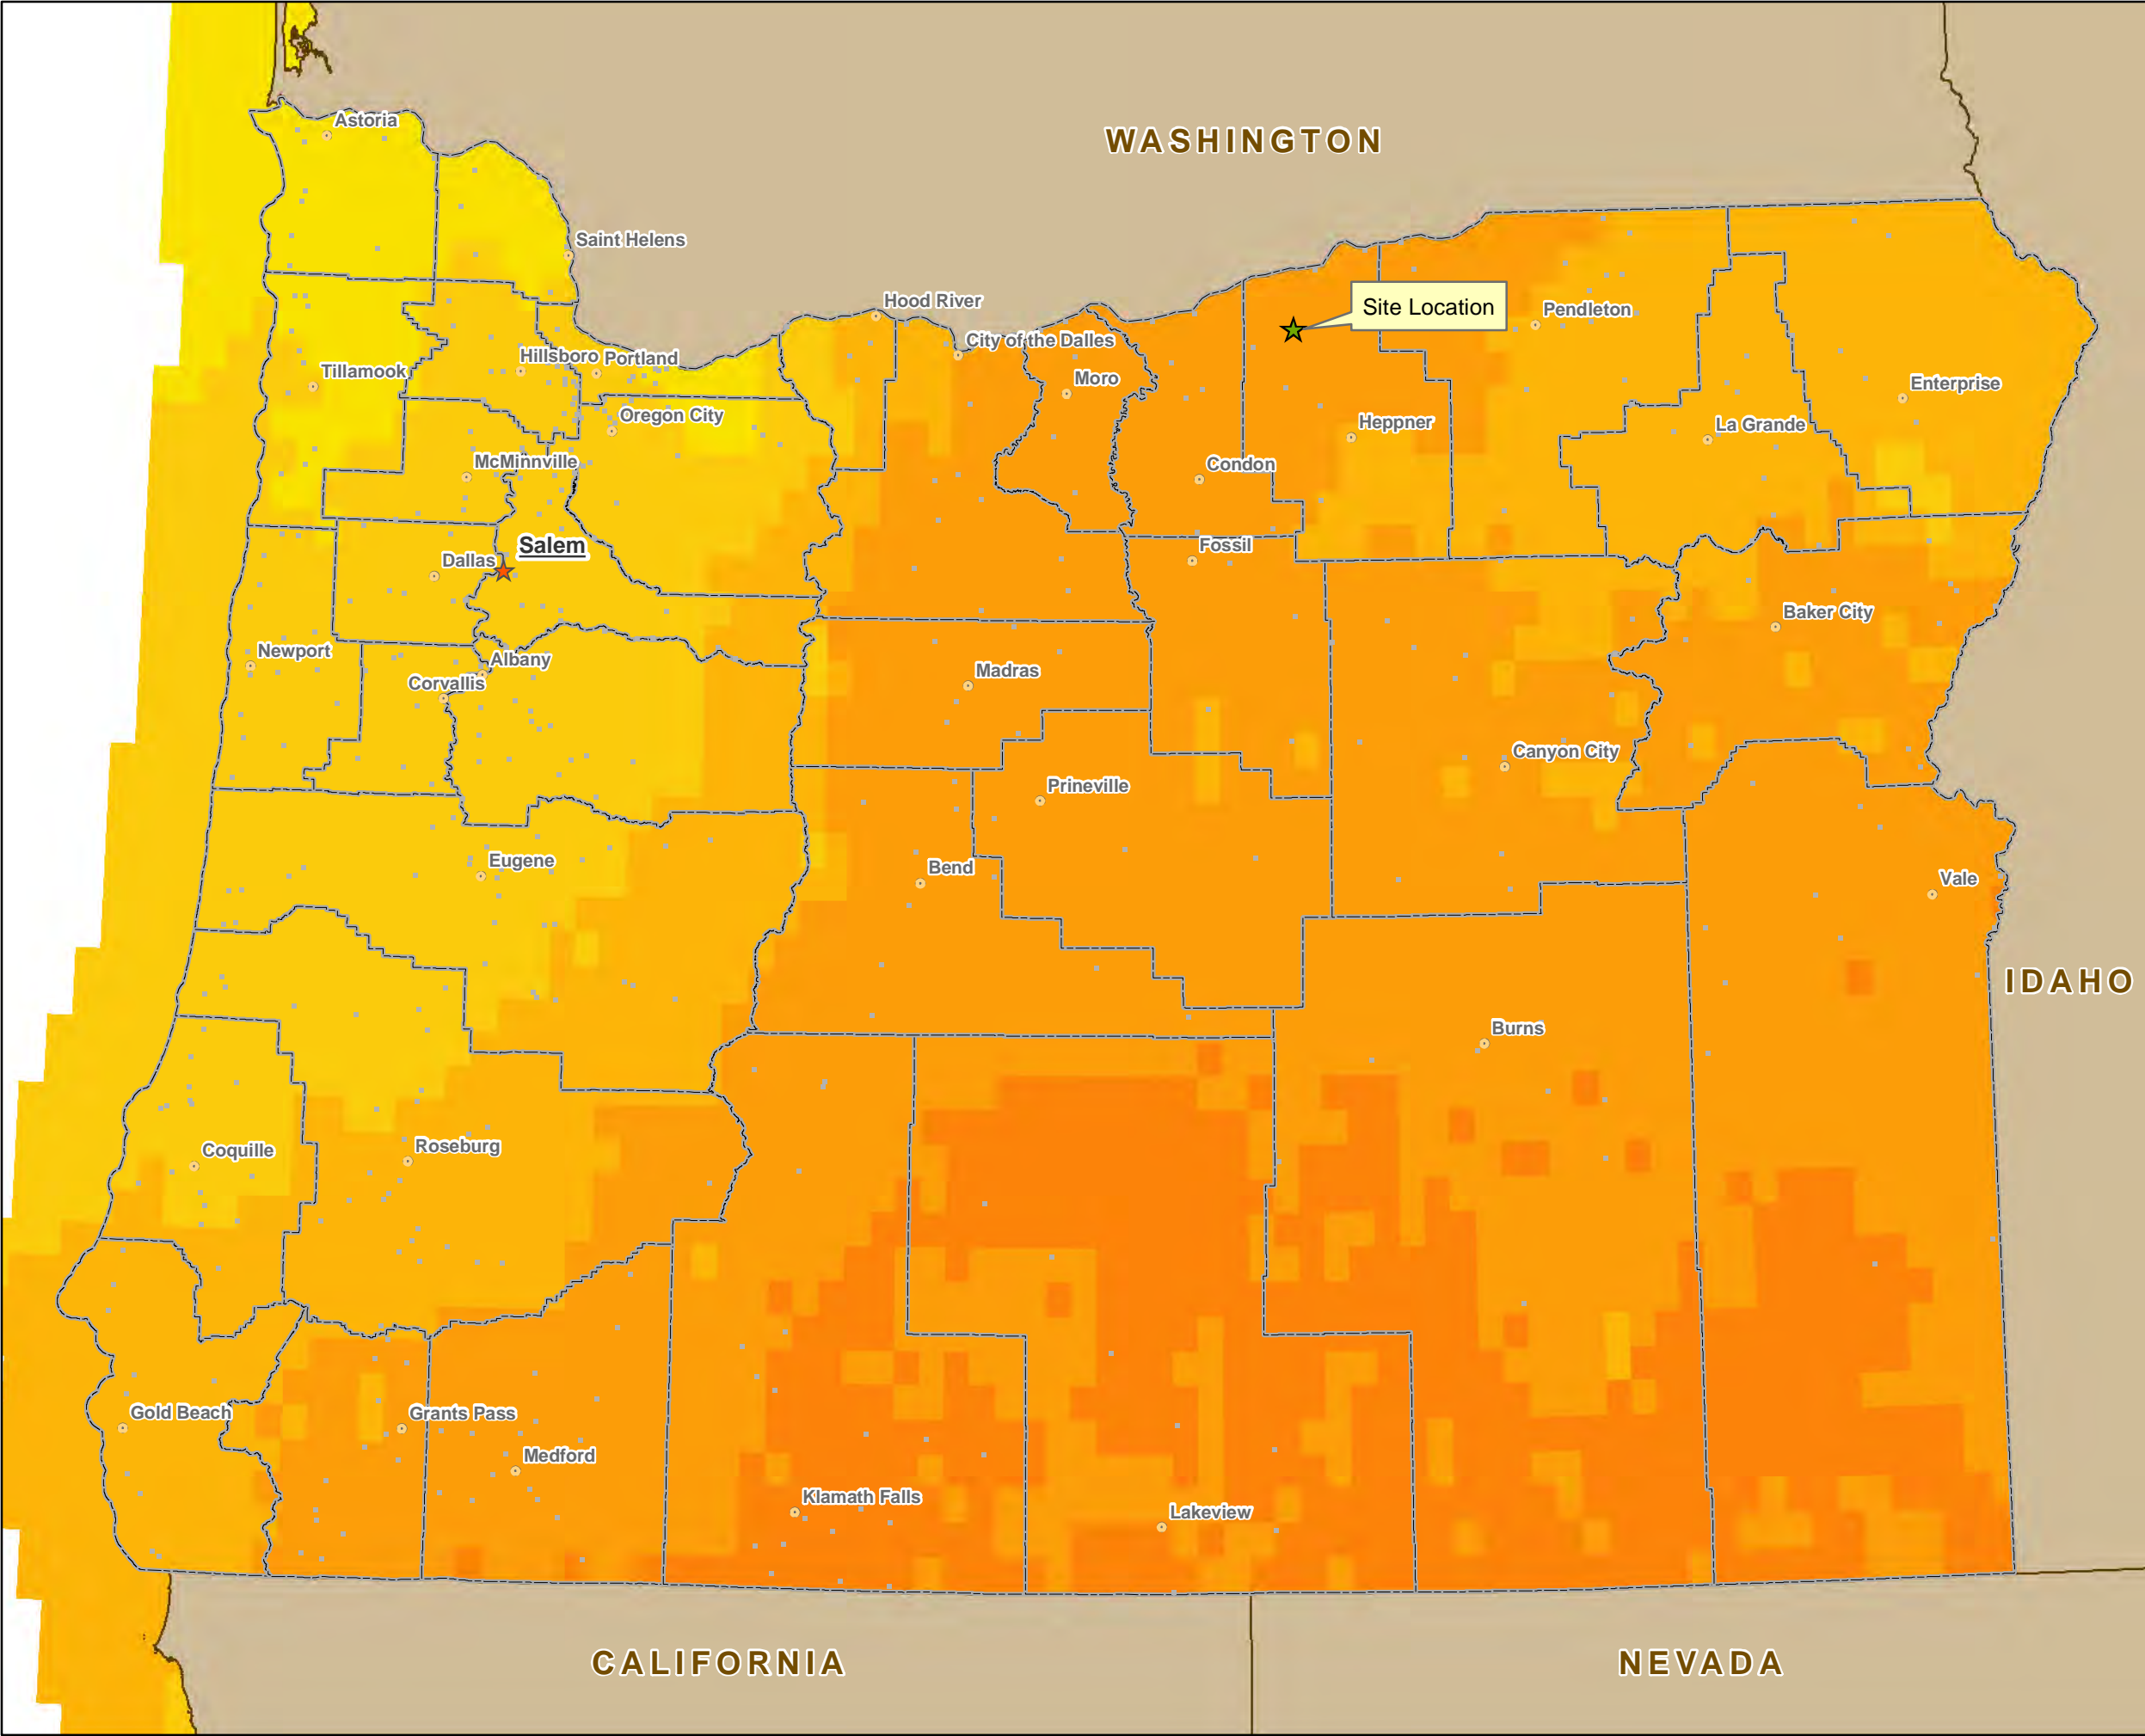 Astoria
WASHINGTON
Saint Helens
Hood River
Site Location
Pendleton
City of the Dalles
Hillsboro
Portland
Tillamook
Moro
Enterprise
Oregon City
Heppner
La Grande
McMinnville
Condon
Salem
Fossil
Dallas
Baker City
Newport
Albany
Madras
Corvallis
Canyon City
Prineville
Eugene
Bend
Vale
IDAHO
Burns
Coquille
Roseburg
Gold Beach
Grants Pass
Medford
Klamath Falls
Lakeview
CALIFORNIA
NEVADA